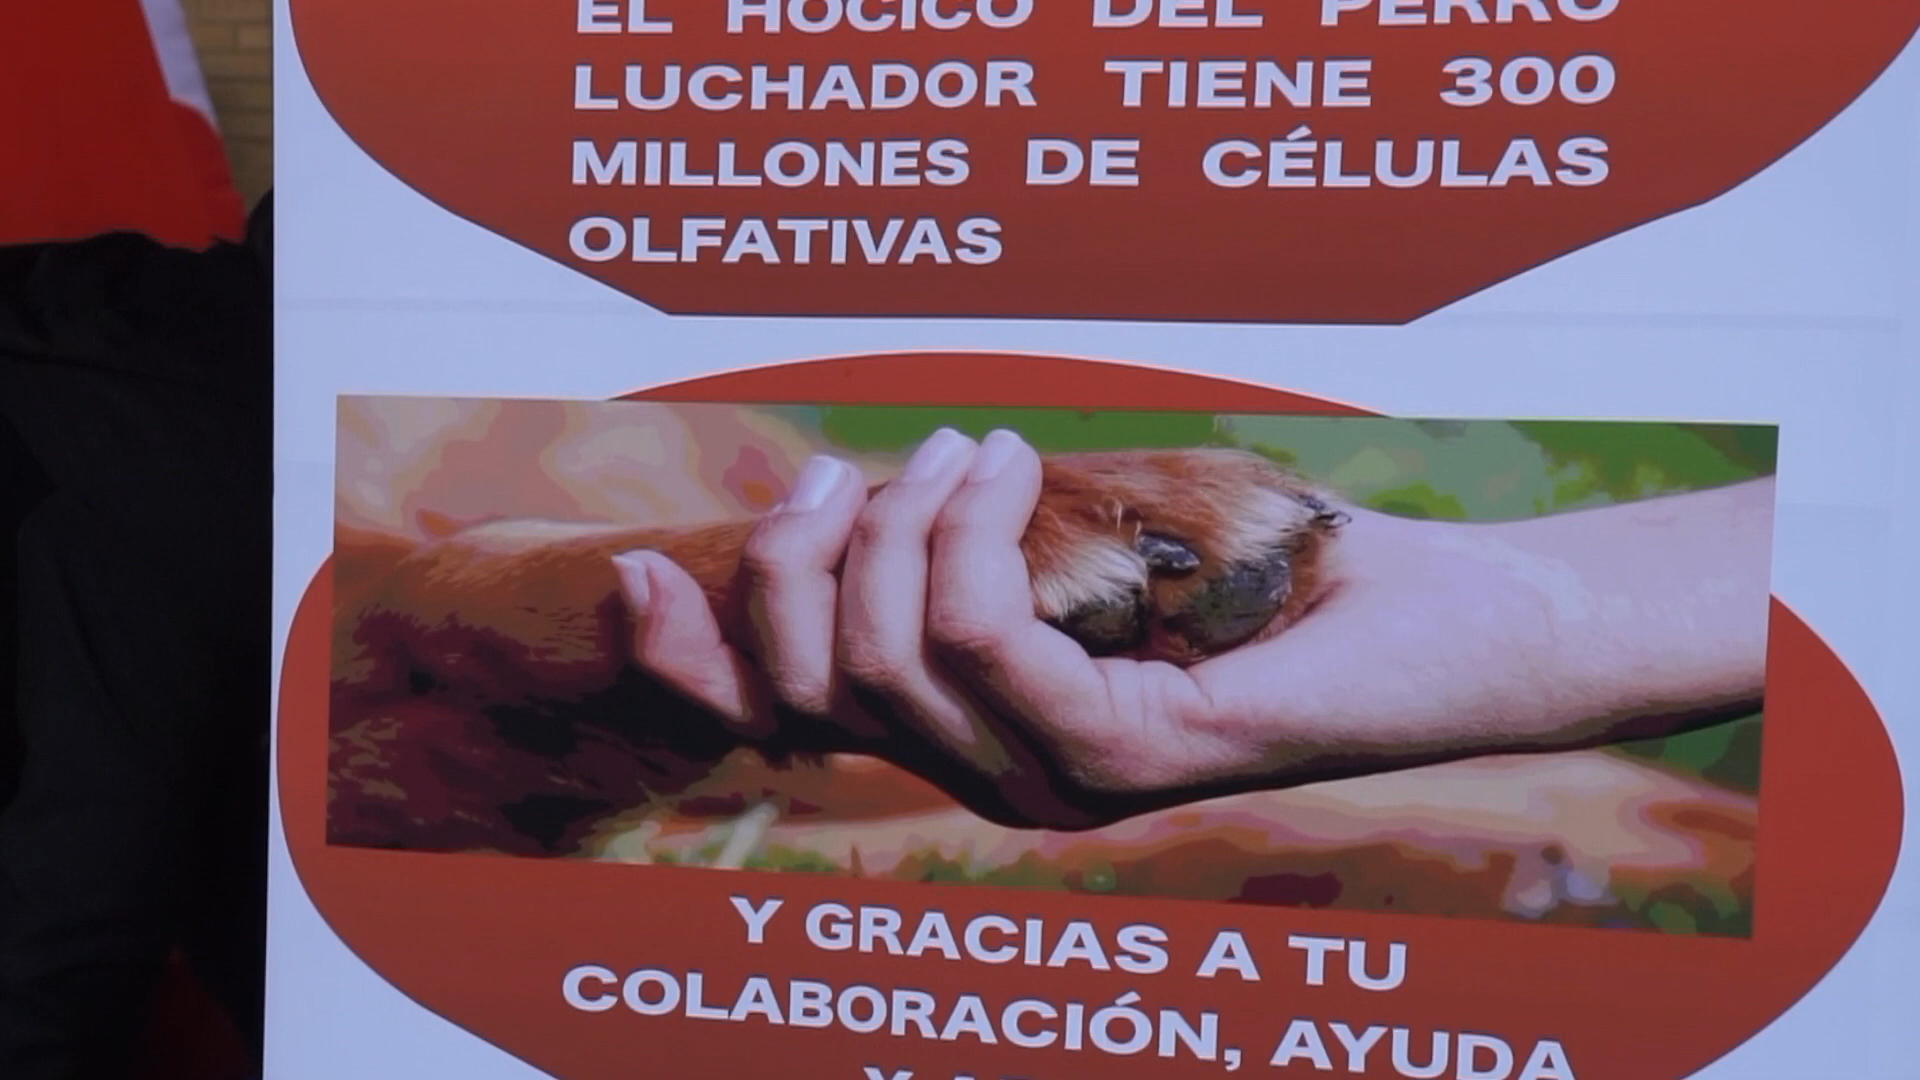 EL HOCICO DEL PERRO
LUCHADOR TIENE 300
MILLONES DE CÉLULAS
OLFATIVAS
Y GRACIAS A TU
COLABORACIÓN, AYUDA
Y